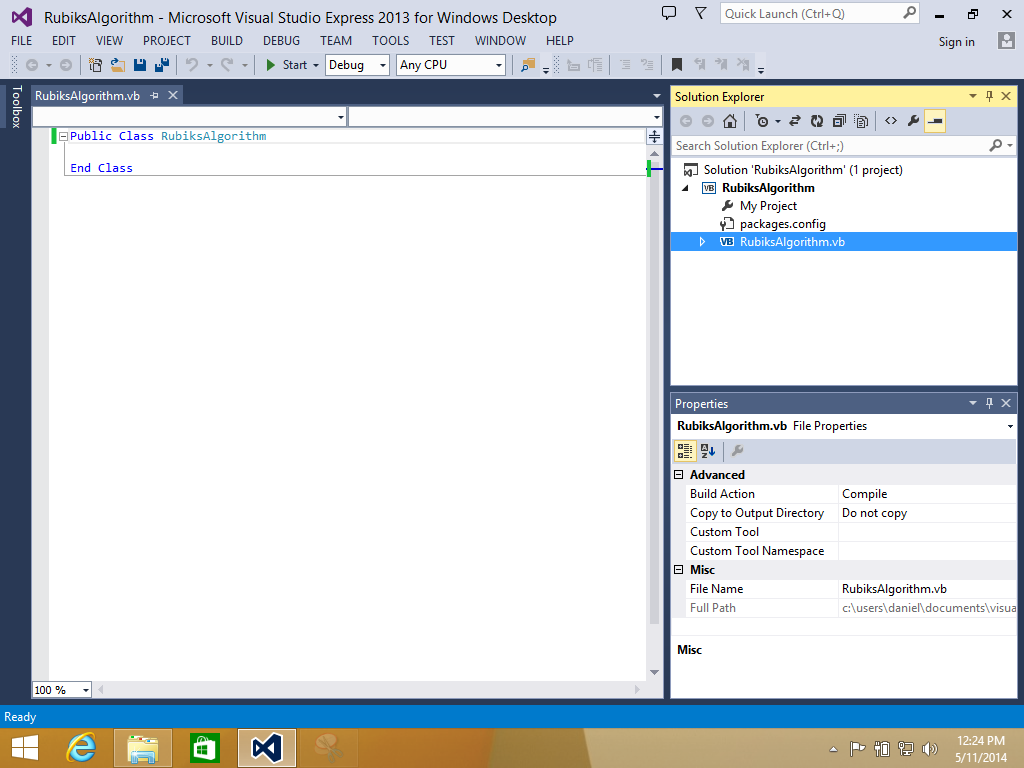 RubiksAlgorithm - Microsoft Visual Studio Express 2013 for Windows Desktop
Quick Launch (Ctrl+Q)
FILE EDIT VIEW PROJECT BUILD DEBUG TEAM TOOLS TEST WINDOW HELP
Sign in
Start Debug Any CPU
Toolbox
RubiksAlgorithm.vb
Public Class RubiksAlgorithm
End Class
100 %
Solution Explorer
Search Solution Explorer (Ctrl+;)
Solution 'RubiksAlgorithm' (1 project)
VB RubiksAlgorithm
My Project
packages.config
VB RubiksAlgorithm.vb
Properties
RubiksAlgorithm.vb File Properties
Advanced
Build Action Compile
Copy to Output Directory Do not copy
Custom Tool
Custom Tool Namespace
Misc
File Name RubiksAlgorithm.vb
Full Path c:\users\daniel\documents\visua
Misc
Ready
12:24 PM
5/11/2014